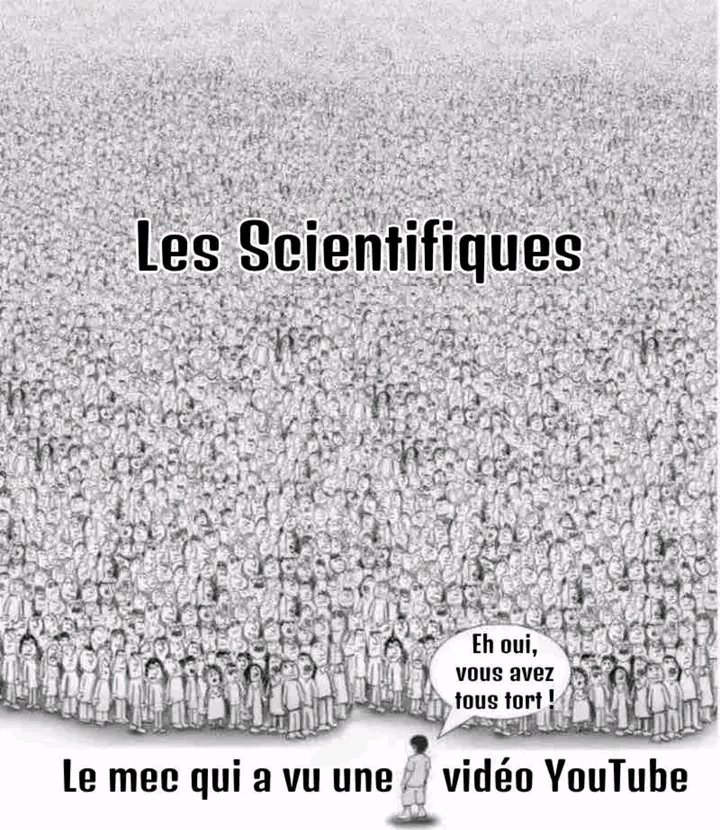 Les Scientifiques
Eh oui,
vous avez
tous tort !
Le mec qui a vu une vidéo YouTube